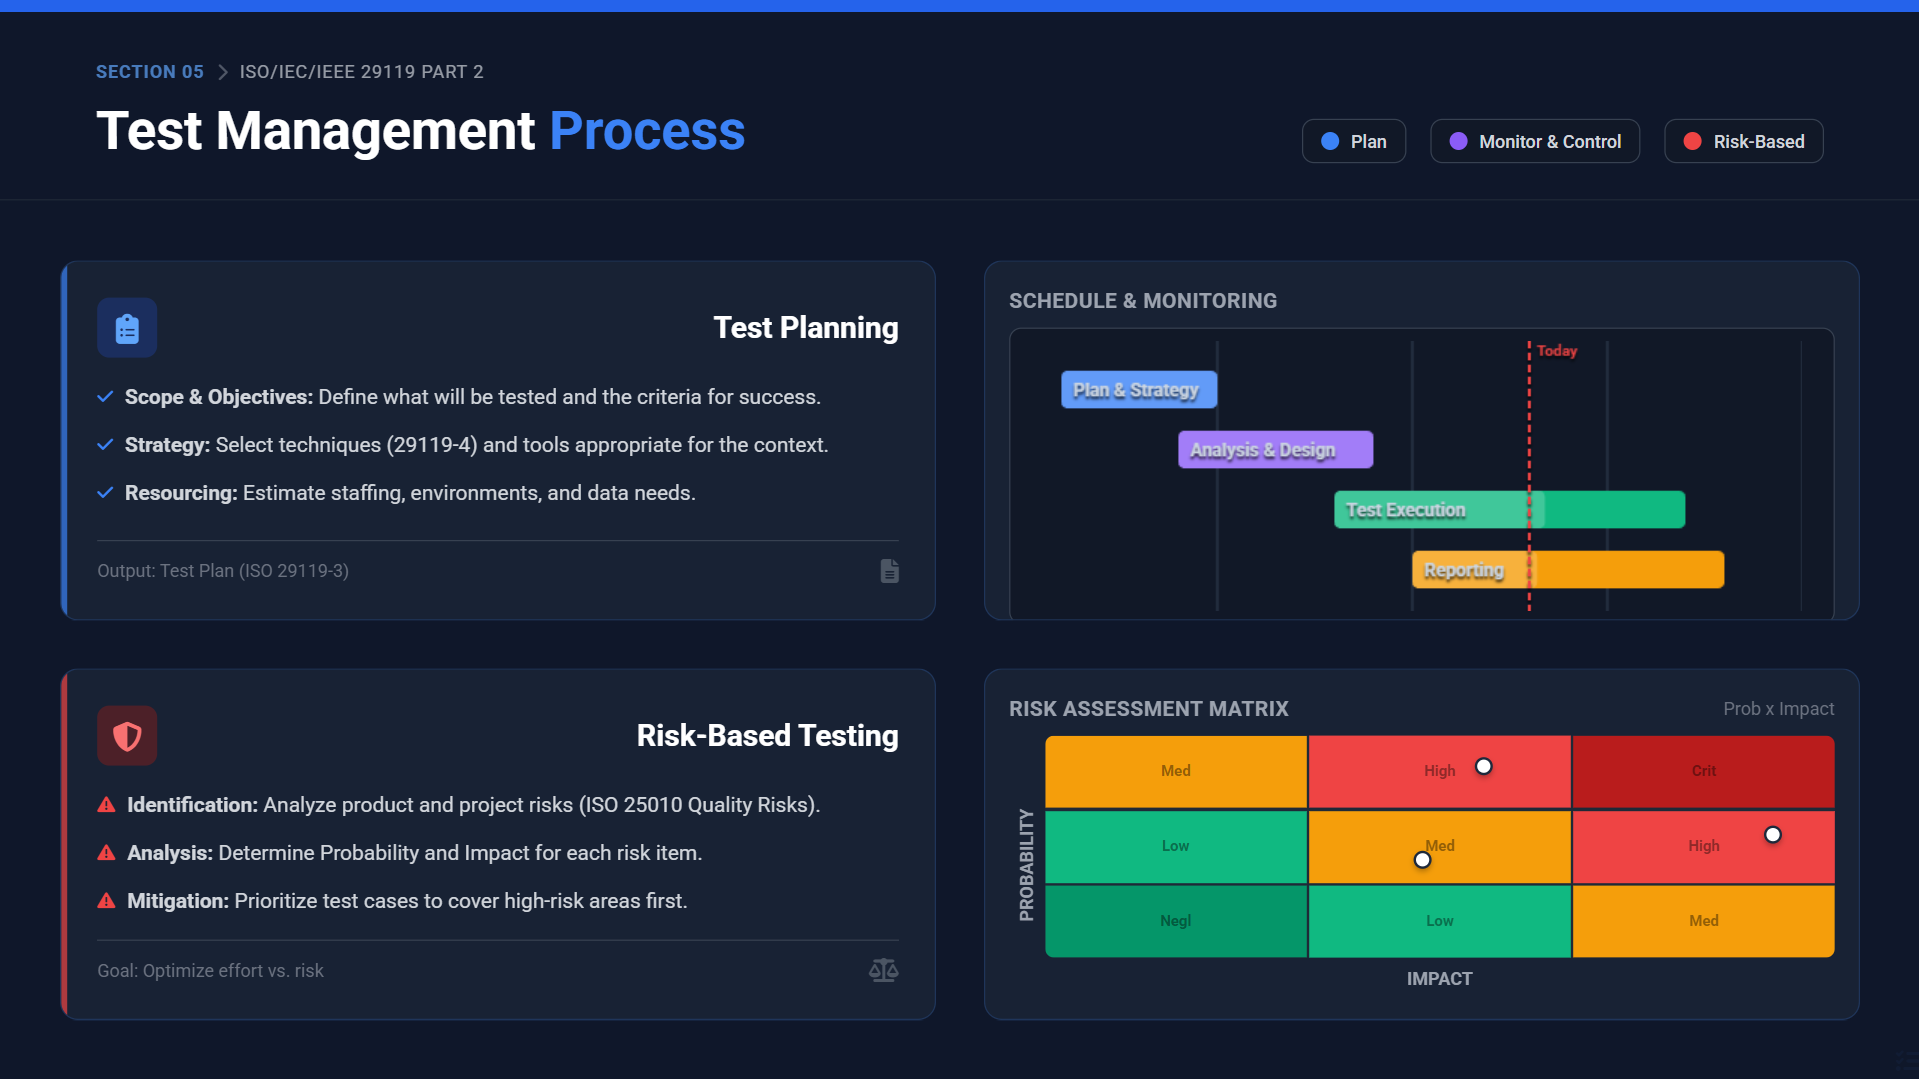 SECTION 05 > ISO/IEC/IEEE 29119 PART 2
Test Management Process
Plan
Monitor & Control
Risk-Based
Test Planning
Scope & Objectives: Define what will be tested and the criteria for success.
Strategy: Select techniques (29119-4) and tools appropriate for the context.
Resourcing: Estimate staffing, environments, and data needs.
Output: Test Plan (ISO 29119-3)
SCHEDULE & MONITORING
Today
Plan & Strategy
Analysis & Design
Test Execution
Reporting
Risk-Based Testing
Identification: Analyze product and project risks (ISO 25010 Quality Risks).
Analysis: Determine Probability and Impact for each risk item.
Mitigation: Prioritize test cases to cover high-risk areas first.
Goal: Optimize effort vs. risk
RISK ASSESSMENT MATRIX
Prob x Impact
PROBABILITY
Med High Crit
Low Med High
Negl Low Med
IMPACT